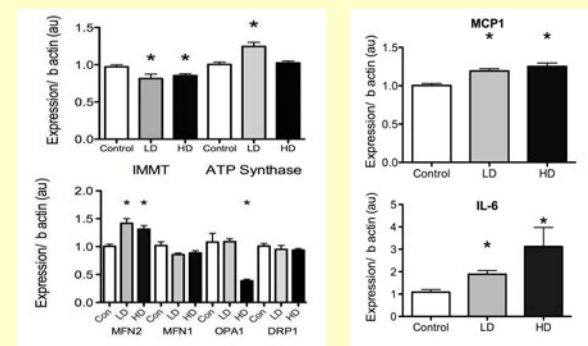 *
* *
Expression/ b actin (au)
1.5
1.0
0.5
0.0
Control LD HD Control LD HD
IMMT ATP Synthase
* * *
Expression/ b actin (au)
2.0
1.5
1.0
0.5
0.0
Con LD HD Con LD HD Con LD HD Con LD HD
MFN2 MFN1 OPA1 DRP1
MCP1
* *
Expression/ b actin (au)
1.5
1.0
0.5
0.0
Control LD HD
IL-6
*
*
Expression/ b actin (au)
5
4
3
2
1
0
Control LD HD